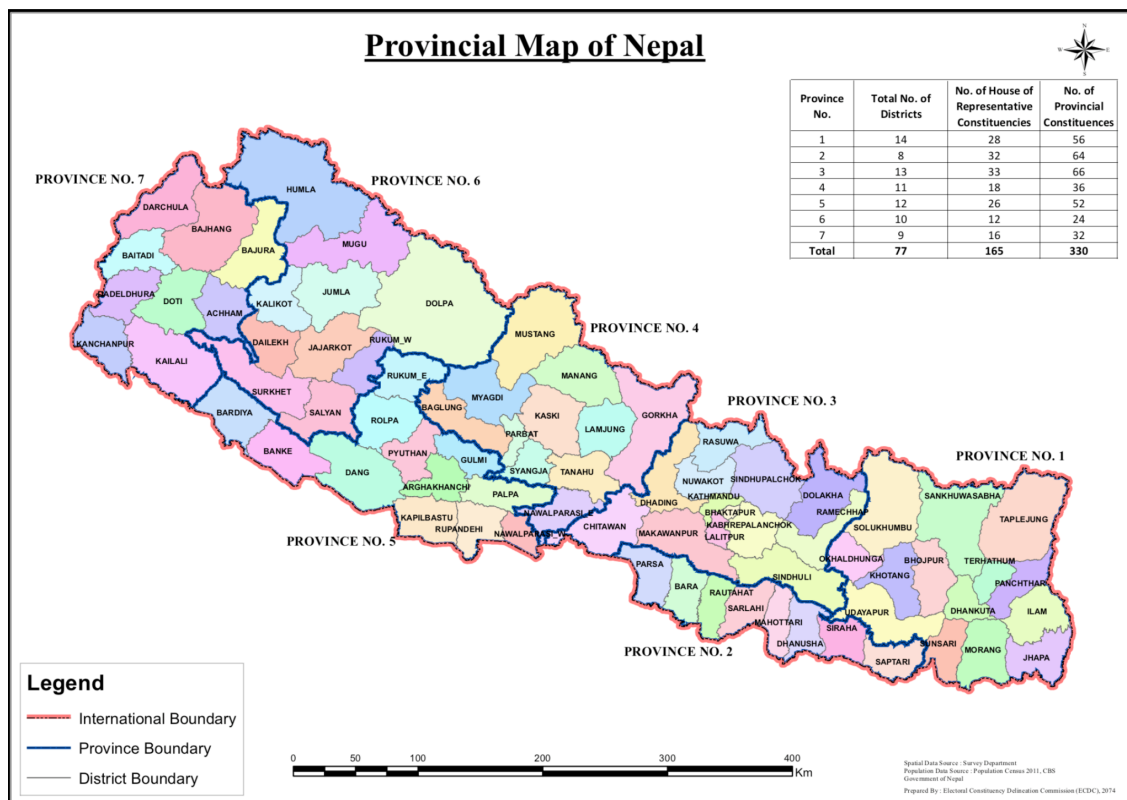 Provincial Map of Nepal
N
W E
S
Province No. Total No. of Districts No. of House of Representative Constituencies No. of Provincial Constituences
1 14 28 56
2 8 32 64
3 13 33 66
4 11 18 36
5 12 26 52
6 10 12 24
7 9 16 32
Total 77 165 330
PROVINCE NO. 7
PROVINCE NO. 6
HUMLA
DARCHULA
BAJHANG
MUGU
BAJURA
BAITADI
DADELDHURA
DOTI
JUMLA
KALIKOT
DOLPA
ACHHAM
PROVINCE NO. 4
MUSTANG
KANCHANPUR
DAILEKH
JAJARKOT
RUKUM_W
KAILALI
RUKUM_E
MANANG
SURKHET
MYAGDI
PROVINCE NO. 3
BARDIYA
SALYAN
ROLPA
BAGLUNG
KASKI
LAMJUNG
GORKHA
PARBAT
RASUWA
BANKE
PYUTHAN
GULMI
DANG
SYANGJA
TANAHU
NUWAKOT
SINDHUPALCHOK
PROVINCE NO. 1
ARGHAKHANCHI
PALPA
DHADING
KATHMANDU
DOLAKHA
SANKHUWASABHA
KAPILBASTU
NAWALPARASI_E
BHAKTAPUR
RAMECHHAP
TAPLEJUNG
RUPANDEHI
NAWALPARASI_W
CHITAWAN
MAKAWANPUR
KABHREPALANCHOK
LALITPUR
SOLUKHUMBU
PROVINCE NO. 5
PARSA
OKHALDHUNGA
KHOTANG
BHOJPUR
TERHATHUM
PANCHTHAR
BARA
RAUTAHAT
SINDHULI
SARLAHI
MAHOTTARI
UDAYAPUR
DHANKUTA
ILAM
DHANUSHA
SIRAHA
PROVINCE NO. 2
SAPTARI
SUNSARI
MORANG
JHAPA
Legend
International Boundary
Province Boundary
District Boundary
0 50 100 200 300 400
Km
Spatial Data Source : Survey Department
Population Data Source : Population Census 2011, CBS
Government of Nepal
Prepared By : Electoral Constituency Delineation Commission (ECDC), 2074